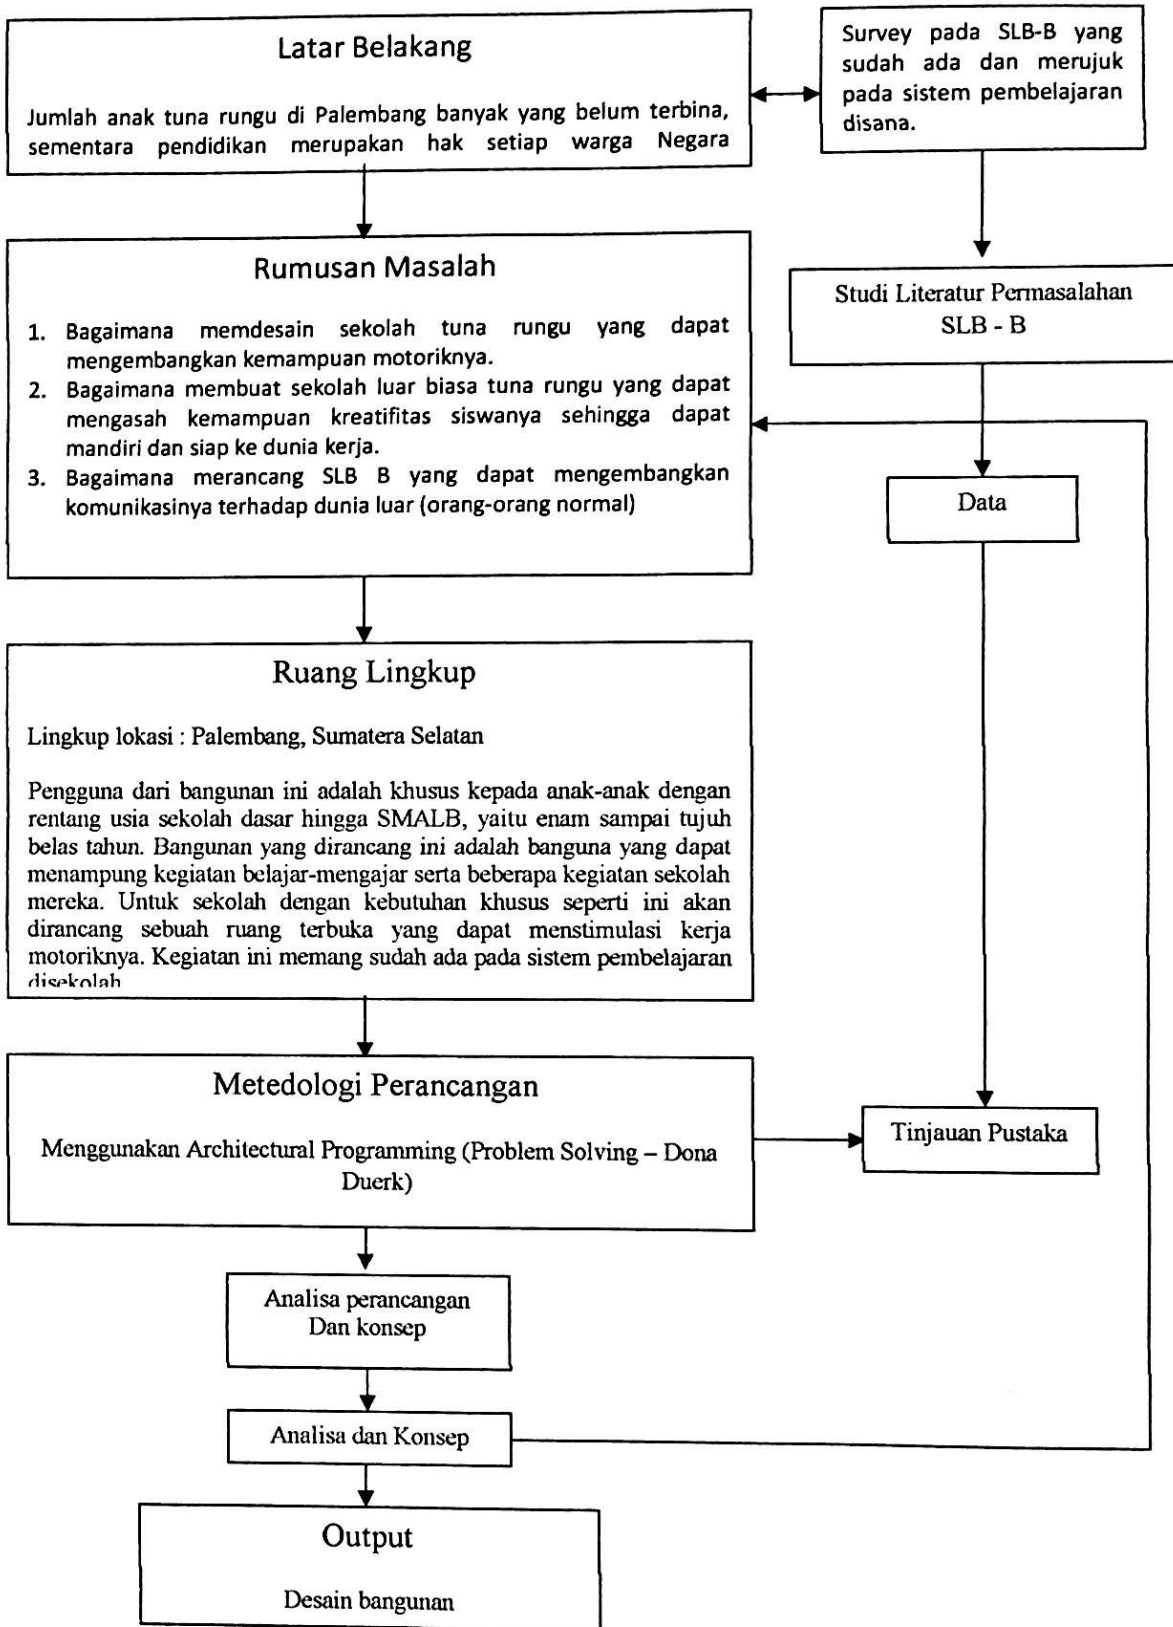 Latar Belakang
Jumlah anak tuna rungu di Palembang banyak yang belum terbina,
sementara pendidikan merupakan hak setiap warga Negara
Survey pada SLB-B yang
sudah ada dan merujuk
pada sistem pembelajaran
disana.
Rumusan Masalah
1. Bagaimana memdesain sekolah tuna rungu yang dapat
mengembangkan kemampuan motoriknya.
2. Bagaimana membuat sekolah luar biasa tuna rungu yang dapat
mengasah kemampuan kreatifitas siswanya sehingga dapat
mandiri dan siap ke dunia kerja.
3. Bagaimana merancang SLB B yang dapat mengembangkan
komunikasinya terhadap dunia luar (orang-orang normal)
Studi Literatur Permasalahan
SLB - B
Data
Ruang Lingkup
Lingkup lokasi : Palembang, Sumatera Selatan
Pengguna dari bangunan ini adalah khusus kepada anak-anak dengan
rentang usia sekolah dasar hingga SMALB, yaitu enam sampai tujuh
belas tahun. Bangunan yang dirancang ini adalah banguna yang dapat
menampung kegiatan belajar-mengajar serta beberapa kegiatan sekolah
mereka. Untuk sekolah dengan kebutuhan khusus seperti ini akan
dirancang sebuah ruang terbuka yang dapat menstimulasi kerja
motoriknya. Kegiatan ini memang sudah ada pada sistem pembelajaran
disekolah
Metedologi Perancangan
Menggunakan Architectural Programming (Problem Solving – Dona
Duerk)
Tinjauan Pustaka
Analisa perancangan
Dan konsep
Analisa dan Konsep
Output
Desain bangunan